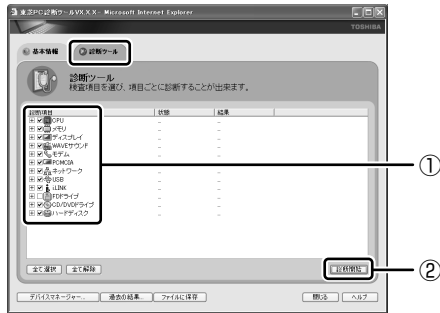 東芝PC診断ツールVX.X.X- Microsoft Internet Explorer
TOSHIBA
基本情報
診断ツール
診断ツール
検査項目を選び、項目ごとに診断することが出来ます。
診断項目 状態 結果
CPU
メモリ
ディスプレイ
WAVEサウンド
モデム
PCMCIA
ネットワーク
USB
i.LINK
FDドライブ
CD/DVDドライブ
ハードディスク
①
②
全て選択 全て解除 診断開始
デバイスマネージャー... 過去の結果... ファイルに保存 閉じる ヘルプ